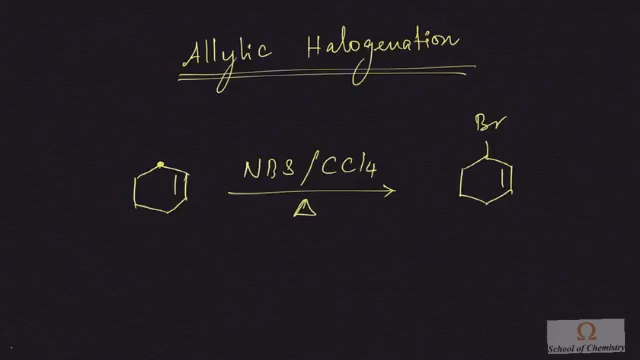 Allylic Halogenation
Br
NBS/CCl4
Δ
Ω
School of Chemistry